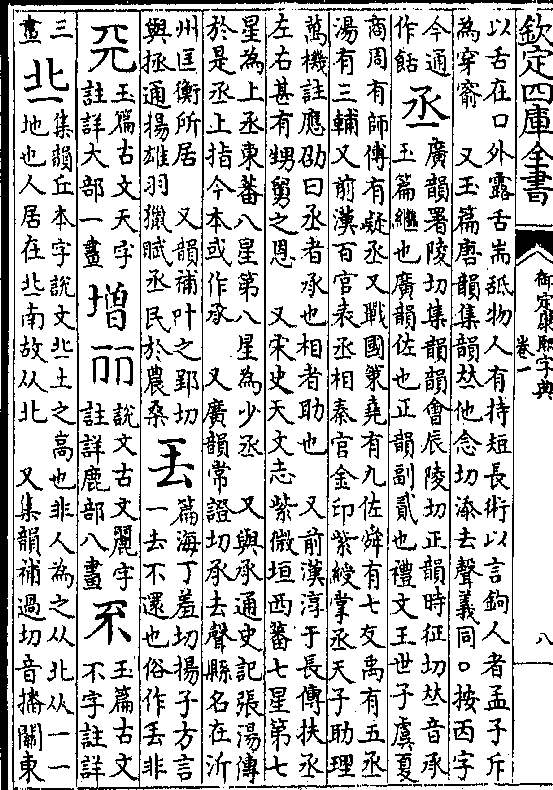 欽定四庫全書
御定康熙字典
卷一
八
以舌在口外露舌耑舐物人有持短長術以言鉤人者孟子斥
為穿窬 又玉篇唐韻集韻𠀤他念切添去聲義同〇按西字
今通
作餂
丞
廣韻署陵切集韻韻會辰陵切正韻時征切𠀤音承
玉篇繼也廣韻佐也正韻副貳也禮文王世子虞夏
商周有師傅有疑丞又戰國策堯有九佐舜有七友禹有五丞
湯有三輔又前漢百官表丞相秦官金印紫綬掌丞天子助理
萬機註應劭曰丞者承也相者助也 又前漢淳于長傳扶丞
左右甚有甥舅之恩 又宋史天文志紫微垣西蕃七星第七
星為上丞東蕃八星第八星為少丞 又與承通史記張湯傳
於是丞上指今本或作承 又廣韻常證切承去聲縣名在沂
州匡衡所居 又韻補叶之郢切
與拯通揚雄羽獵賦丞民於農桑
丟
篇海丁羞切揚子方言
一去不還也俗作丢非
兲
玉篇古文天字
註詳大部一畫
增
丽
說文古文麗字
註詳鹿部八畫
𠀚
玉篇古文
不字註詳
三
畫
丠
集韻丘本字說文丠土之高也非人為之从北从一一
地也人居在丠南故从北 又集韻補過切音播關東